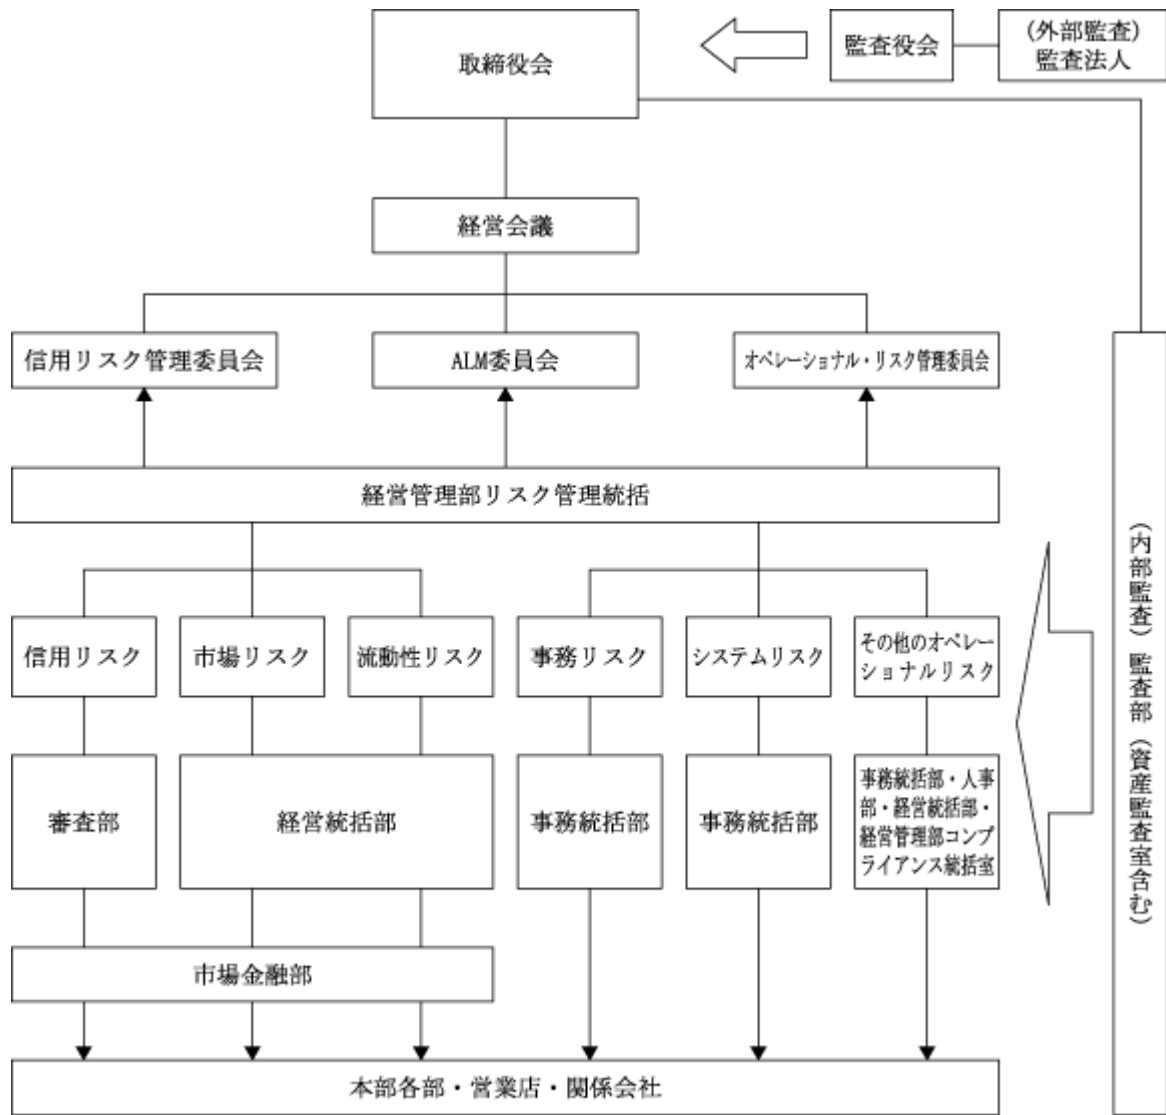 取締役会
監査役会
(外部監査)
監査法人
経営会議
信用リスク管理委員会
ALM委員会
オペレーショナル・リスク管理委員会
経営管理部リスク管理統括
信用リスク
市場リスク
流動性リスク
事務リスク
システムリスク
その他のオペレー
ショナルリスク
審査部
経営統括部
事務統括部
事務統括部
事務統括部・人事
部・経営統括部・
経営管理部コンプ
ライアンス統括室
市場金融部
本部各部・営業店・関係会社
(内部監査)監査部(資産監査室含む)